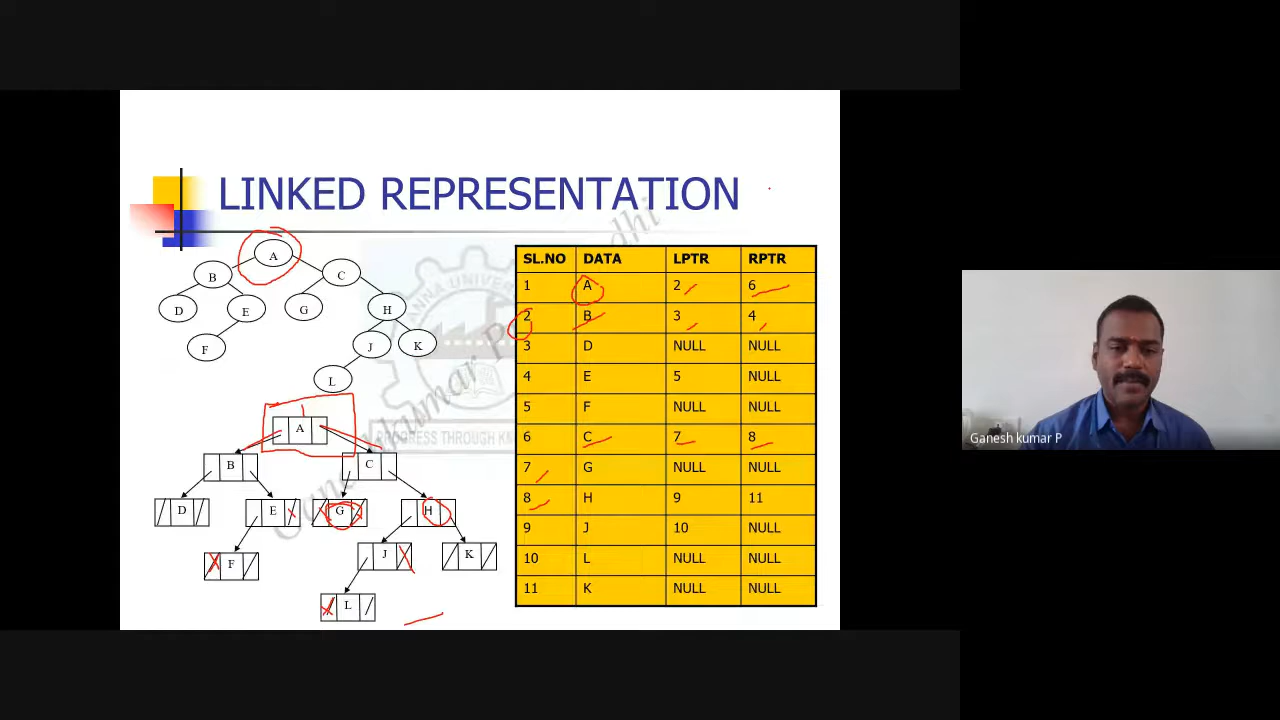 LINKED REPRESENTATION
A
B
C
D
E
G
H
F
J
K
L
A
B
C
D
E
G
H
F
J
K
L
SL.NO DATA LPTR RPTR
1 A 2 6
2 B 3 4
3 D NULL NULL
4 E 5 NULL
5 F NULL NULL
6 C 7 8
7 G NULL NULL
8 H 9 11
9 J 10 NULL
10 L NULL NULL
11 K NULL NULL
PROGRESS THROUGH
Ganesh kumar P